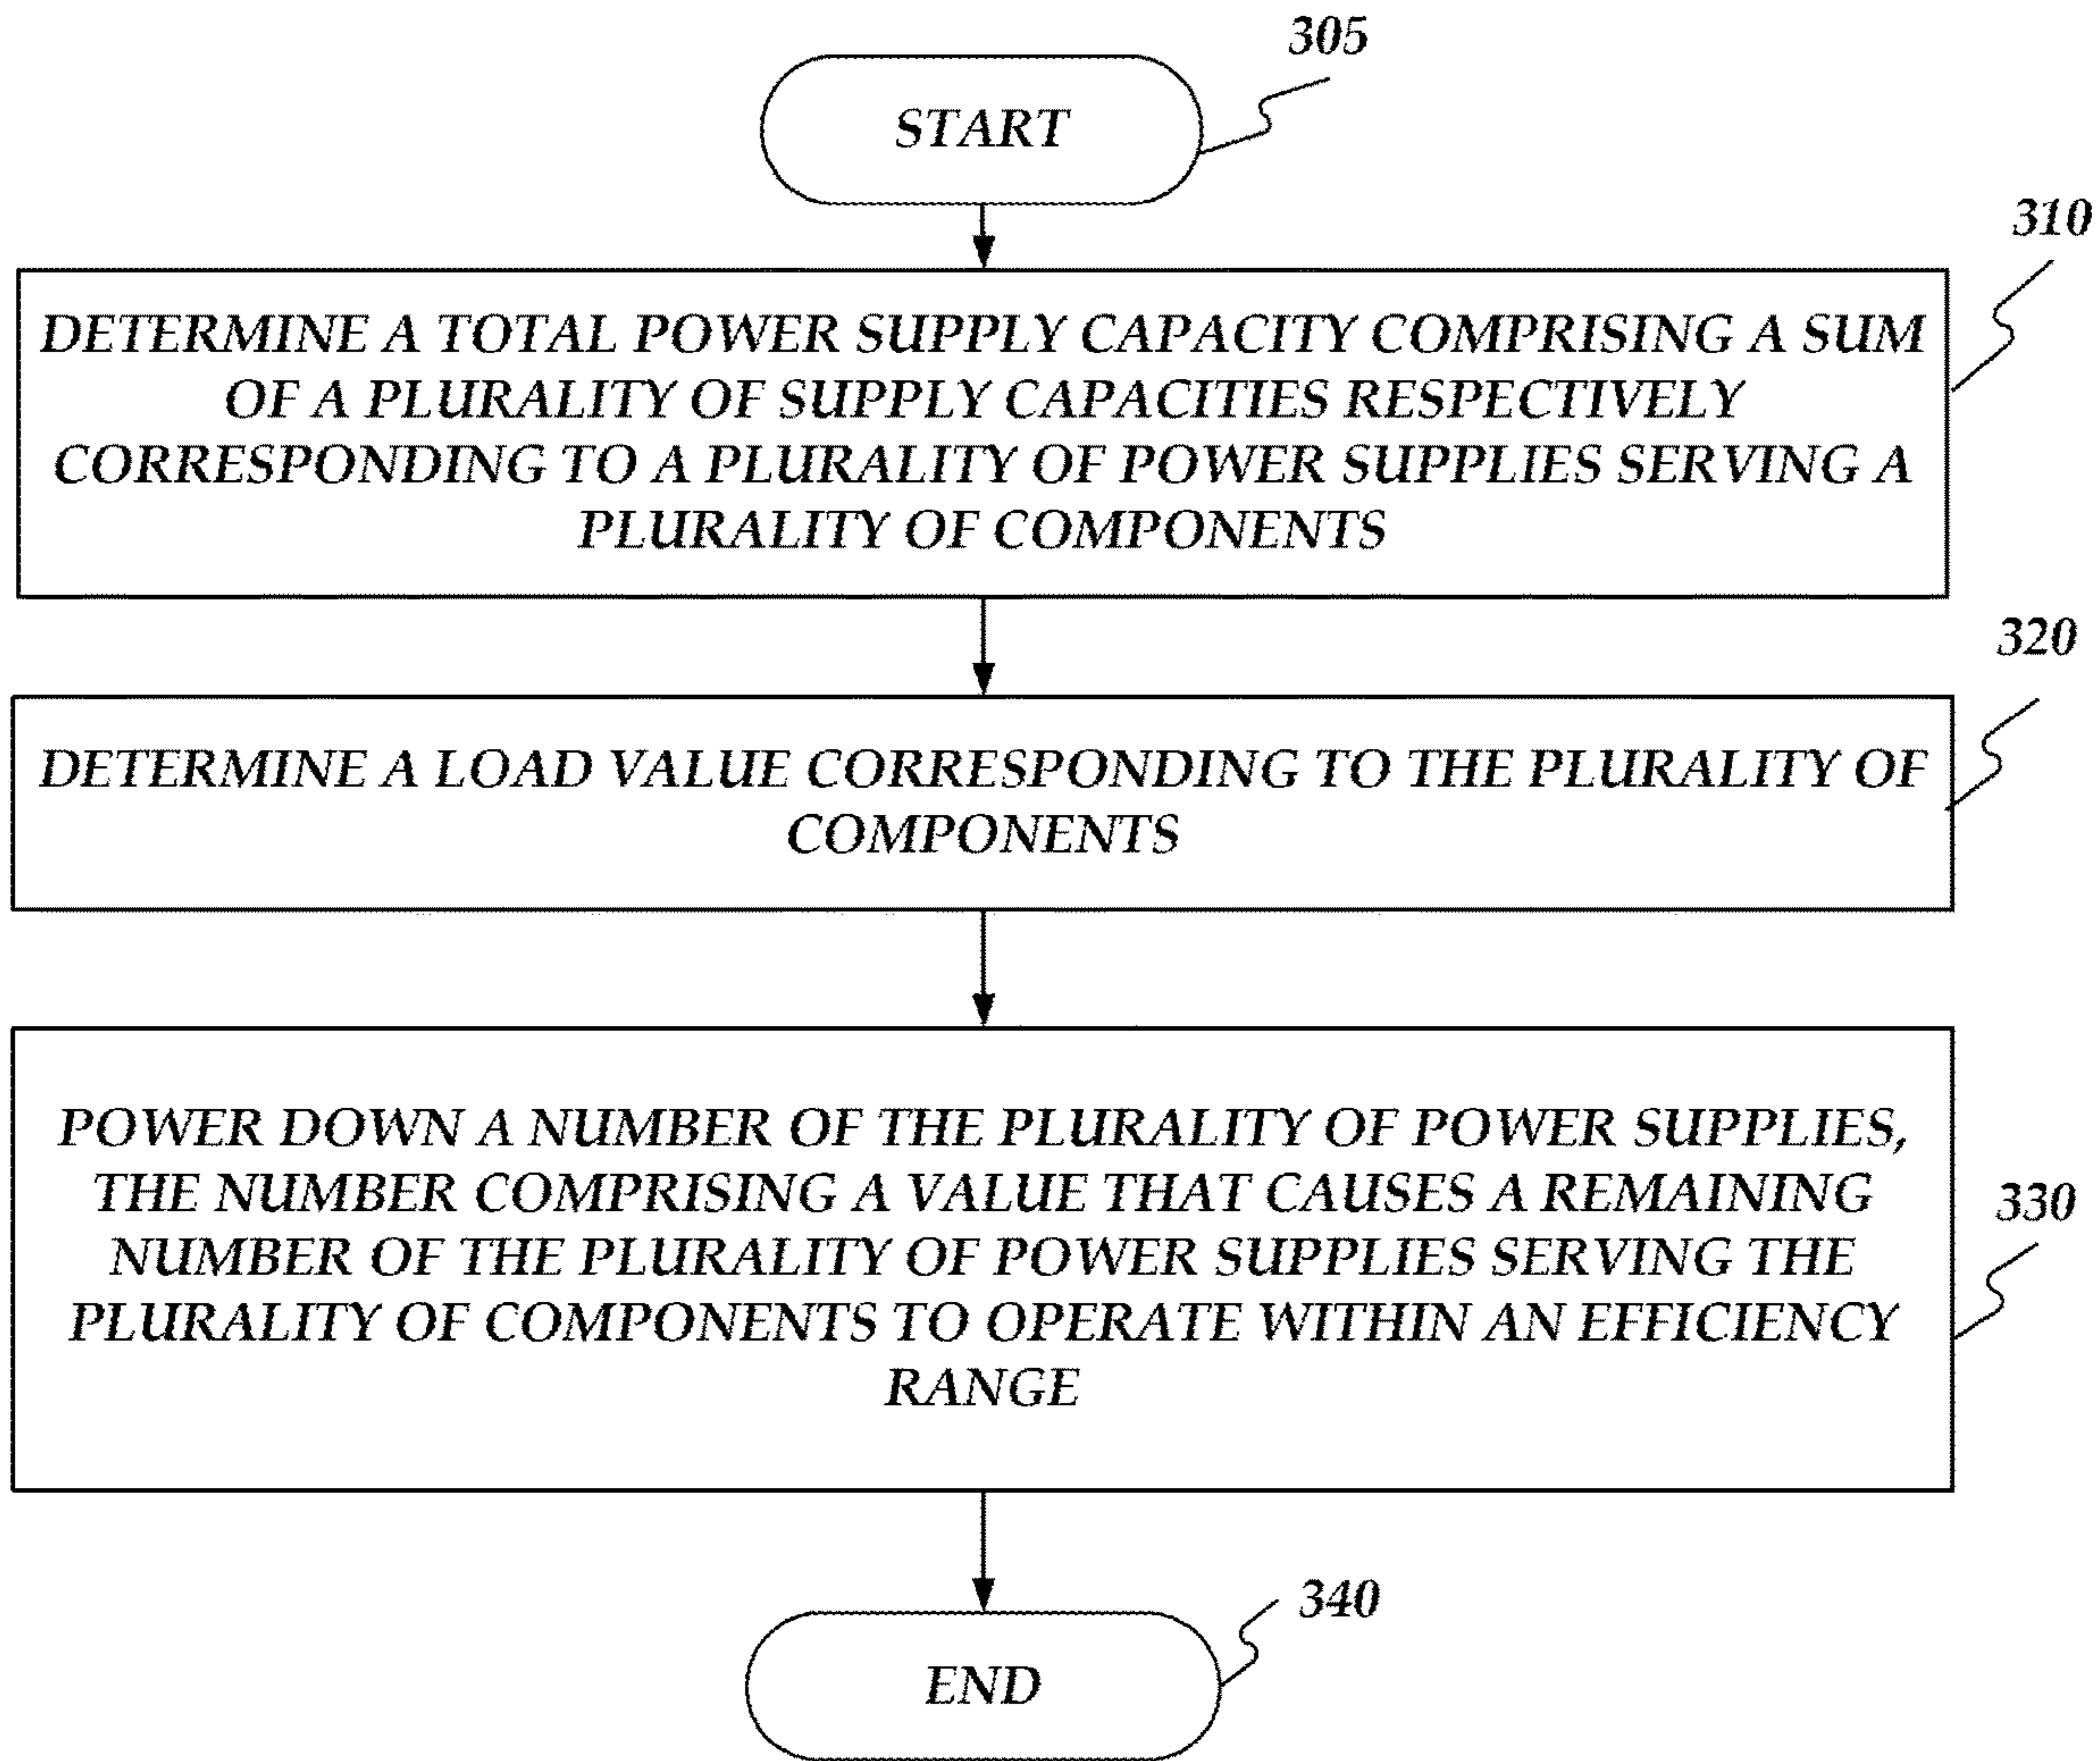 305
START
310
DETERMINE A TOTAL POWER SUPPLY CAPACITY COMPRISING A SUM
OF A PLURALITY OF SUPPLY CAPACITIES RESPECTIVELY
CORRESPONDING TO A PLURALITY OF POWER SUPPLIES SERVING A
PLURALITY OF COMPONENTS
320
DETERMINE A LOAD VALUE CORRESPONDING TO THE PLURALITY OF
COMPONENTS
POWER DOWN A NUMBER OF THE PLURALITY OF POWER SUPPLIES,
THE NUMBER COMPRISING A VALUE THAT CAUSES A REMAINING
NUMBER OF THE PLURALITY OF POWER SUPPLIES SERVING THE
PLURALITY OF COMPONENTS TO OPERATE WITHIN AN EFFICIENCY
RANGE
330
340
END